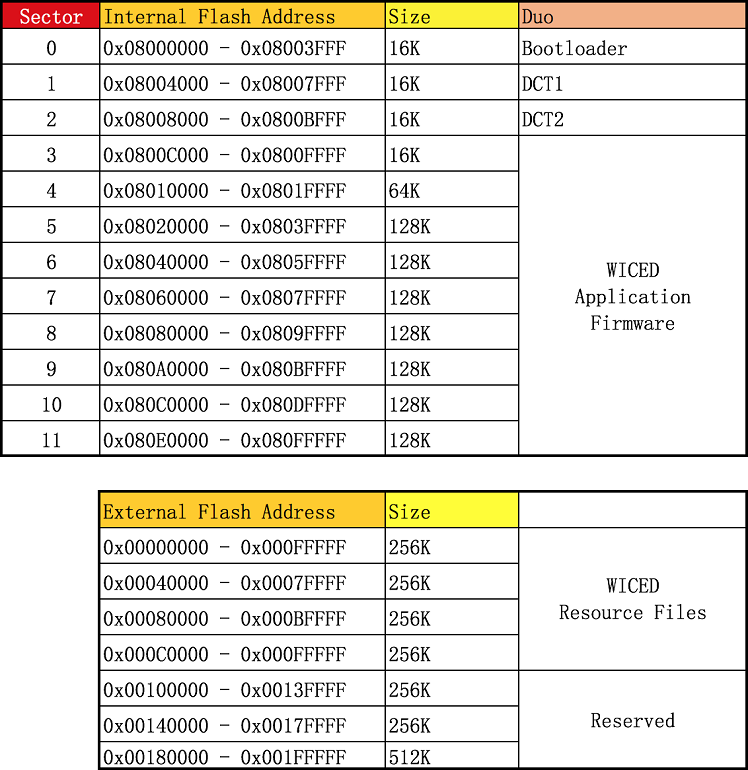 Sector Internal Flash Address Size Duo
0 0x08000000 - 0x08003FFF 16K Bootloader
1 0x08004000 - 0x08007FFF 16K DCT1
2 0x08008000 - 0x0800BFFF 16K DCT2
3 0x0800C000 - 0x0800FFFF 16K
4 0x08010000 - 0x0801FFFF 64K
5 0x08020000 - 0x0803FFFF 128K
6 0x08040000 - 0x0805FFFF 128K
7 0x08060000 - 0x0807FFFF 128K
8 0x08080000 - 0x0809FFFF 128K
9 0x080A0000 - 0x080BFFFF 128K
10 0x080C0000 - 0x080DFFFF 128K
11 0x080E0000 - 0x080FFFFF 128K
WICED
Application
Firmware
External Flash Address Size
0x00000000 - 0x000FFFFF 256K
0x00040000 - 0x0007FFFF 256K
0x00080000 - 0x000BFFFF 256K
0x000C0000 - 0x000FFFFF 256K
WICED
Resource Files
0x00100000 - 0x0013FFFF 256K
0x00140000 - 0x0017FFFF 256K
0x00180000 - 0x001FFFFF 512K
Reserved